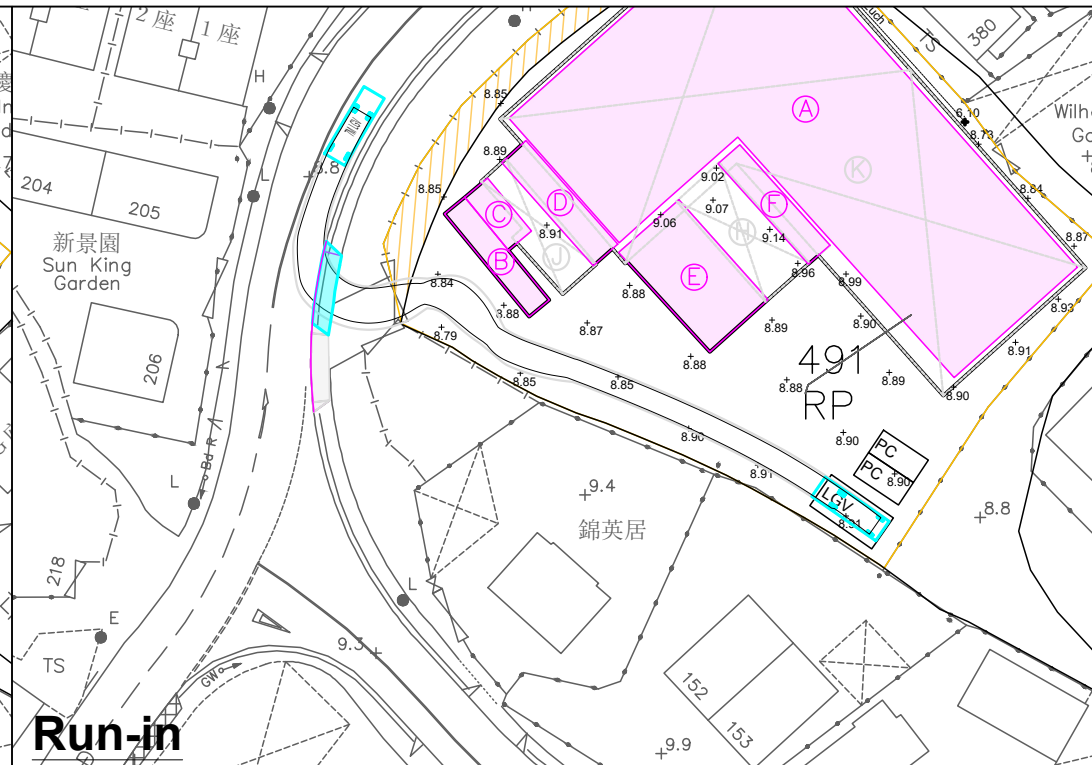 2座
1座
H
204
205
L
新景園
Sun King
Garden
206
Bd R
L
218
E
TS
GW
Run-in
8.85
8.89
8.85
8.84
8.79
8.85
8.85
8.90
8.91
C
D
B
8.91
J
3.88
8.87
9.06
9.02
9.07
M
F
9.14
8.96
8.99
8.88
E
8.89
8.88
8.90
A
K
491
RP
8.88
8.89
8.90
8.90
8.91
8.93
8.87
8.84
8.73
6.10
TS
380
PC
PC
8.90
LGV
8.8
9.4
錦英居
L
9.3
152
153
9.9